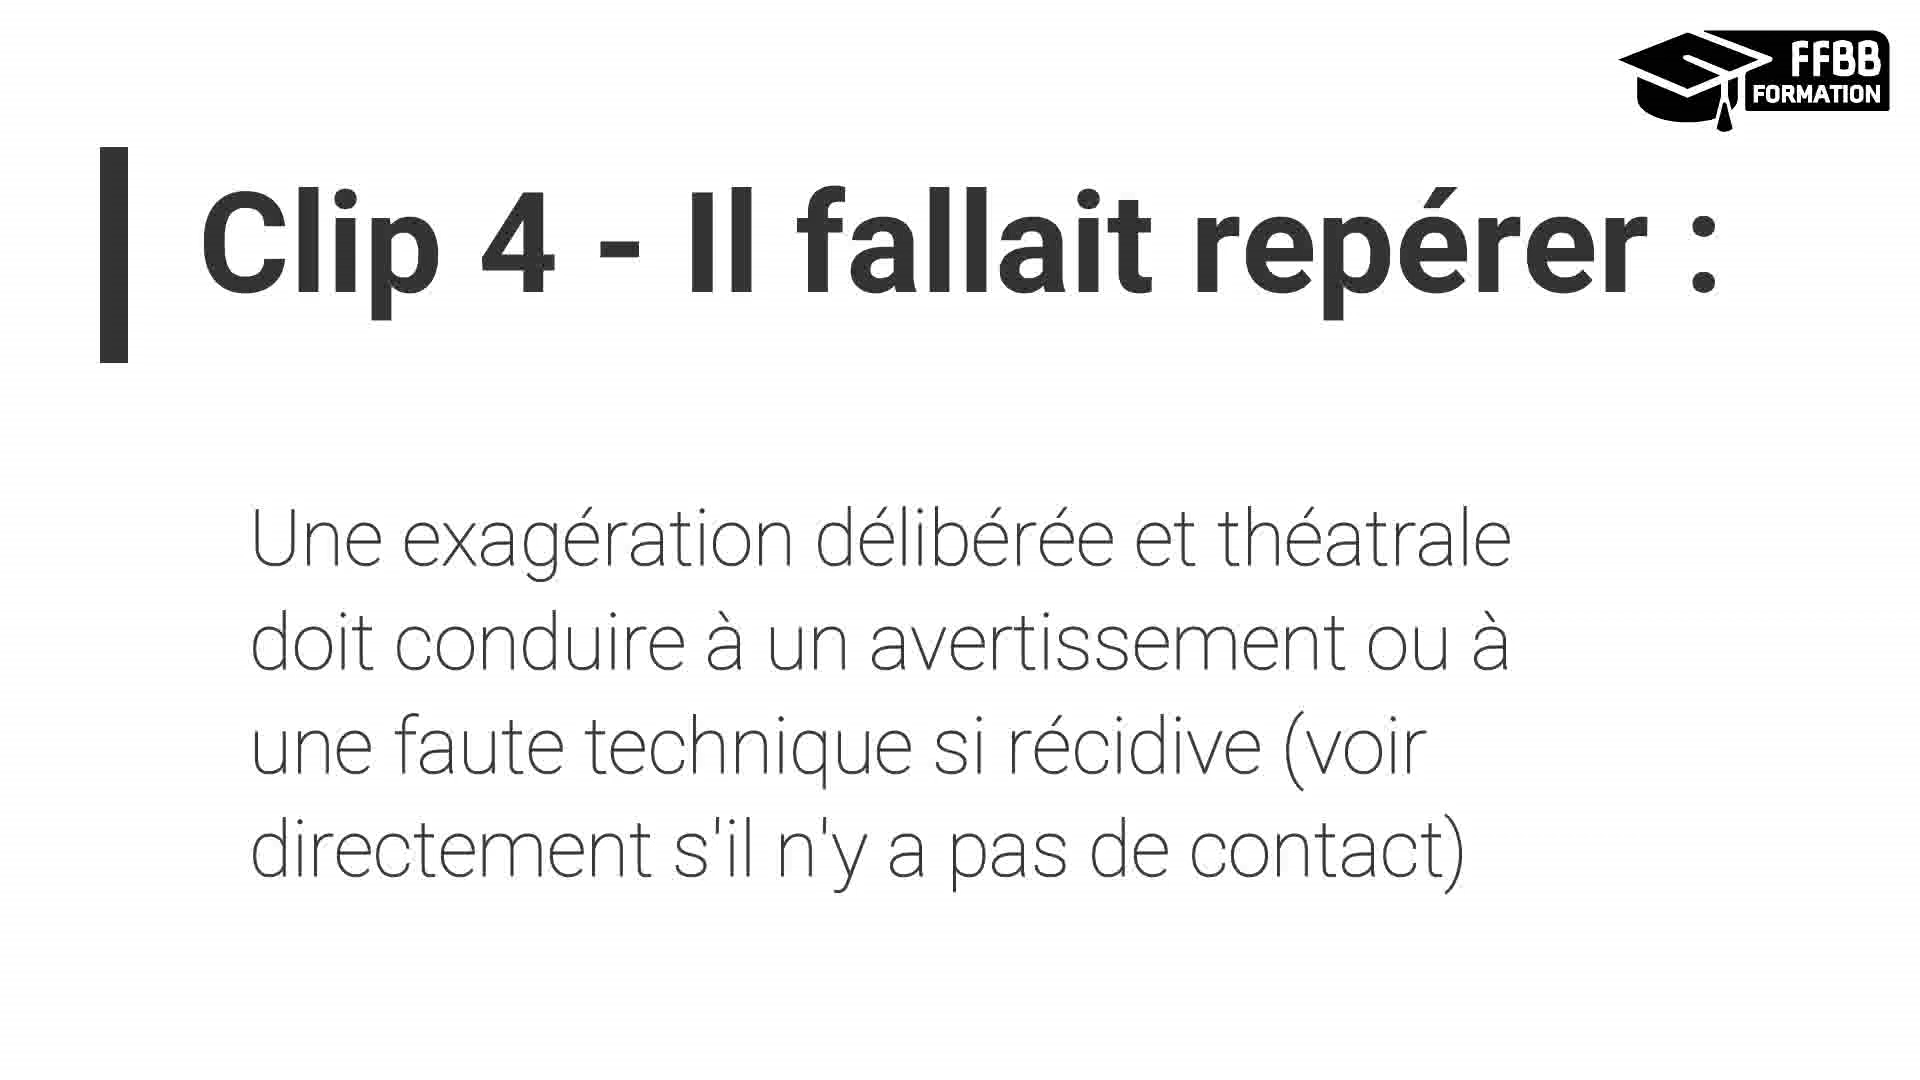 FFBB
FORMATION
Clip 4 - Il fallait repérer :
Une exagération délibérée et théatrale
doit conduire à un avertissement ou à
une faute technique si récidive (voir
directement s'il n'y a pas de contact)